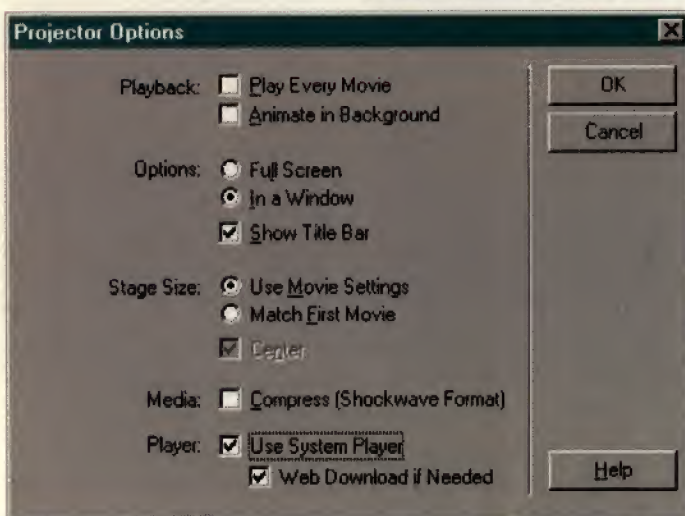 Projector Options
Playback: Play Every Movie
Animate in Background
Options: Full Screen
In a Window
Show Title Bar
Stage Size: Use Movie Settings
Match First Movie
Center
Media: Compress (Shockwave Format)
Player: Use System Player
Web Download if Needed
OK
Cancel
Help